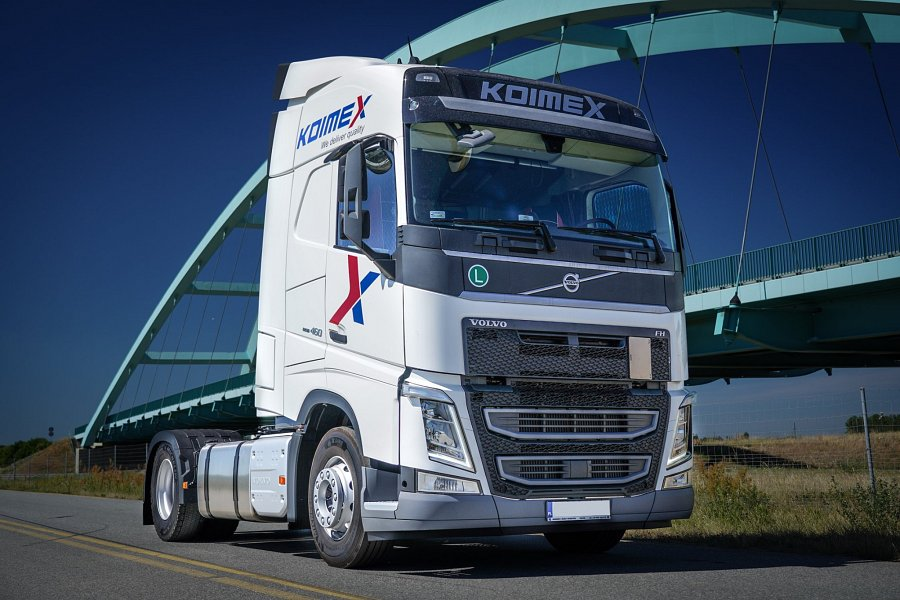 KOIMEX
KOIMEX
We deliver quality
L
VOLVO
FH
460